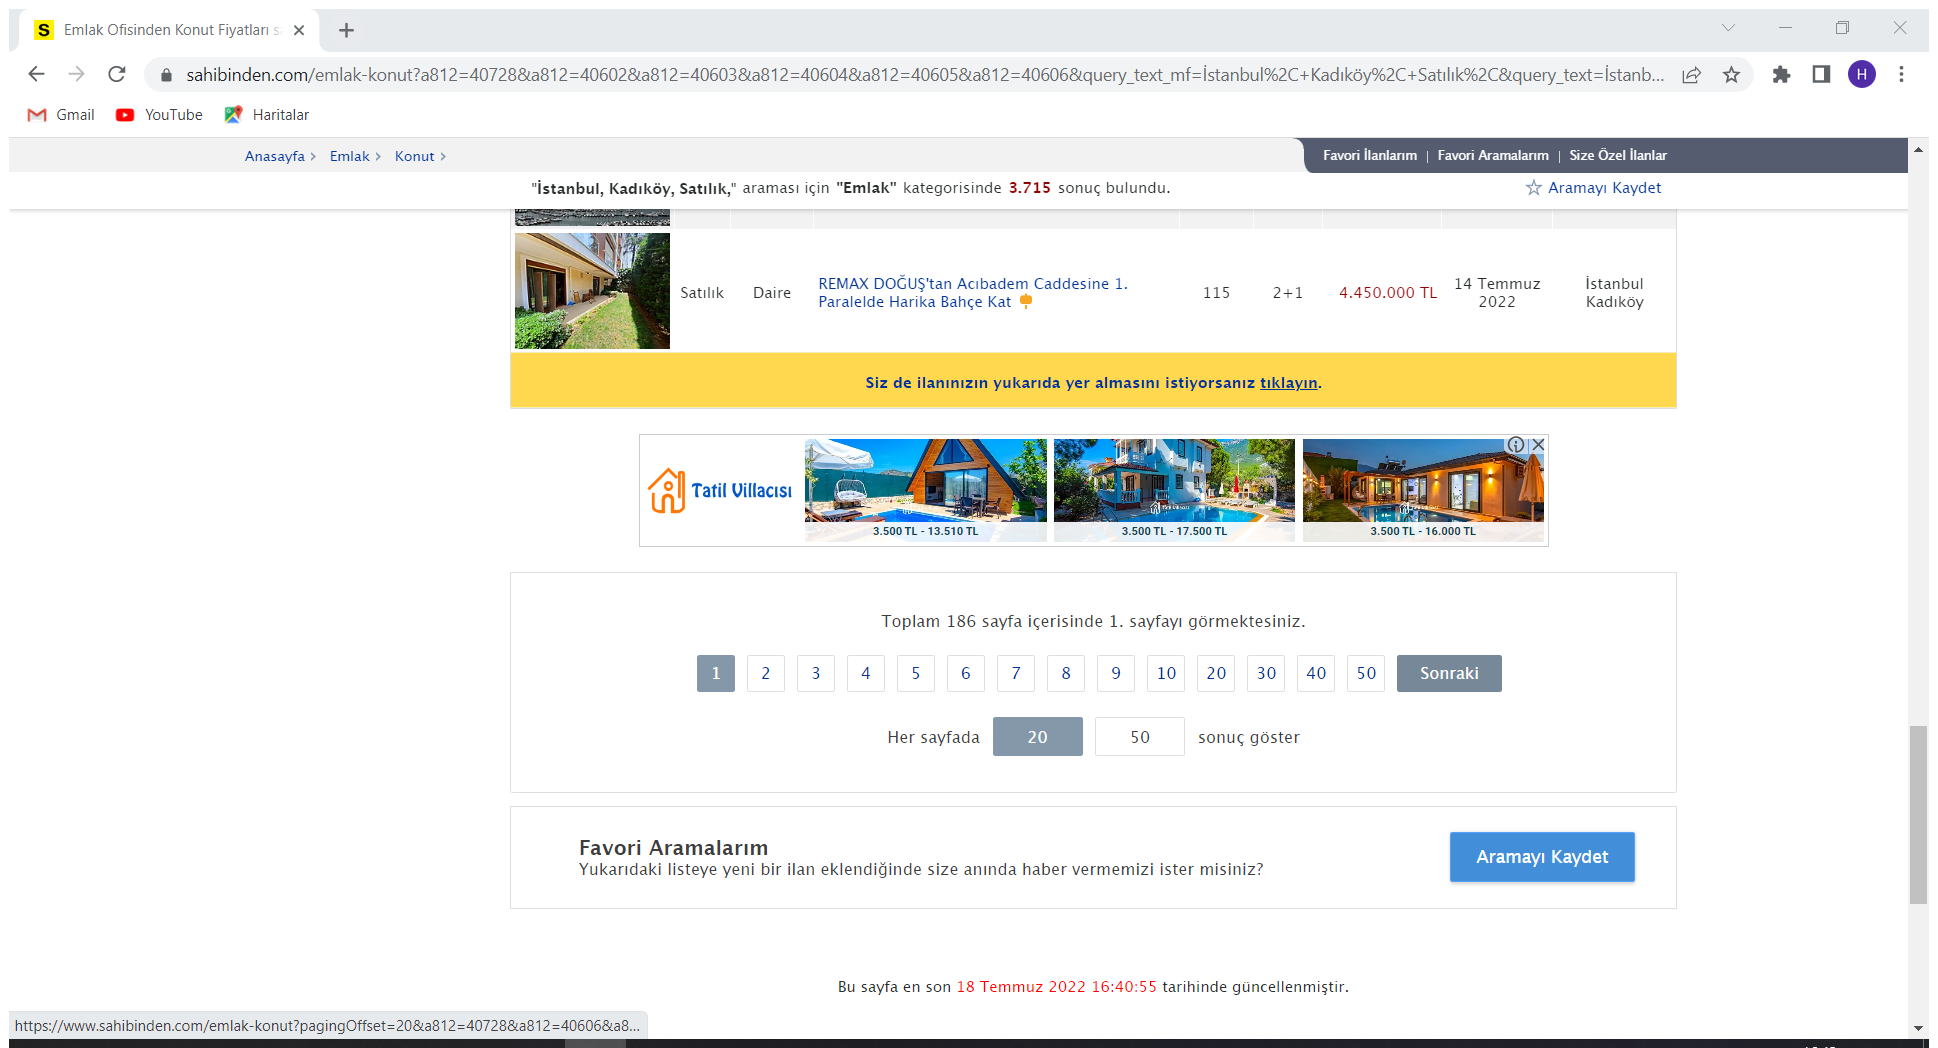 S Emlak Ofisinden Konut Fiyatları
sahibinden.com/emlak-konut?a812=40728&a812=40602&a812=40603&a812=40604&a812=40605&a812=40606&query_text_mf=İstanbul%2C+Kadıköy%2C+Satılık%2C&query_text=İstanb... H
Gmail YouTube Haritalar
Anasayfa > Emlak > Konut > Favori İlanlarım | Favori Aramalarım | Size Özel İlanlar
"İstanbul, Kadıköy, Satılık," araması için "Emlak" kategorisinde 3.715 sonuç bulundu. Aramayı Kaydet
REMAX DOĞUŞ'tan Acıbadem Caddesine 1. 14 Temmuz İstanbul
Satılık Daire 115 2+1 4.450.000 TL
Paralelde Harika Bahçe Kat 2022 Kadıköy
Siz de ilanınızın yukarıda yer almasını istiyorsanız tıklayın.
Tatil Villacısı
3.500 TL - 13.510 TL 3.500 TL - 17.500 TL 3.500 TL - 16.000 TL
Toplam 186 sayfa içerisinde 1. sayfayı görmektesiniz.
1 2 3 4 5 6 7 8 9 10 20 30 40 50 Sonraki
Her sayfada 20 50 sonuç göster
Favori Aramalarım
Yukarıdaki listeye yeni bir ilan eklendiğinde size anında haber vermemizi ister misiniz? Aramayı Kaydet
Bu sayfa en son 18 Temmuz 2022 16:40:55 tarihinde güncellenmiştir.
https://www.sahibinden.com/emlak-konut?pagingOffset=20&a812=40728&a812=40606&a8...